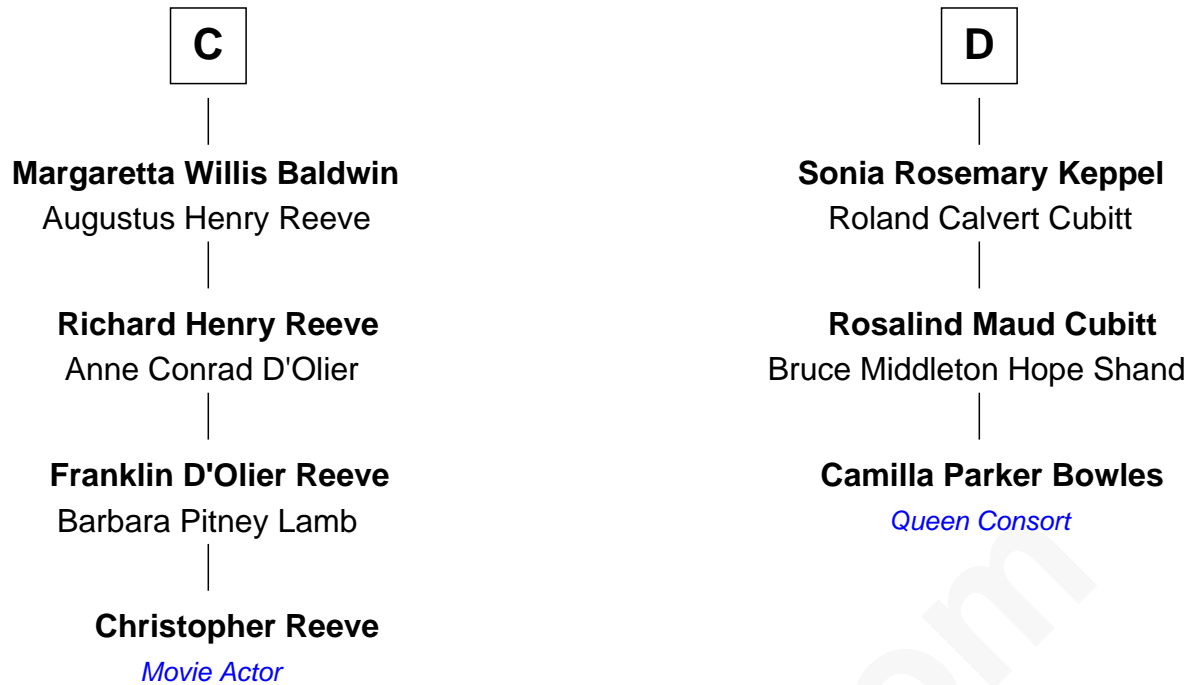 C
Margaretta Willis Baldwin
Augustus Henry Reeve
Richard Henry Reeve
Anne Conrad D'Olier
Franklin D'Olier Reeve
Barbara Pitney Lamb
Christopher Reeve
Movie Actor
D
Sonia Rosemary Keppel
Roland Calvert Cubitt
Rosalind Maud Cubitt
Bruce Middleton Hope Shand
Camilla Parker Bowles
Queen Consort
om